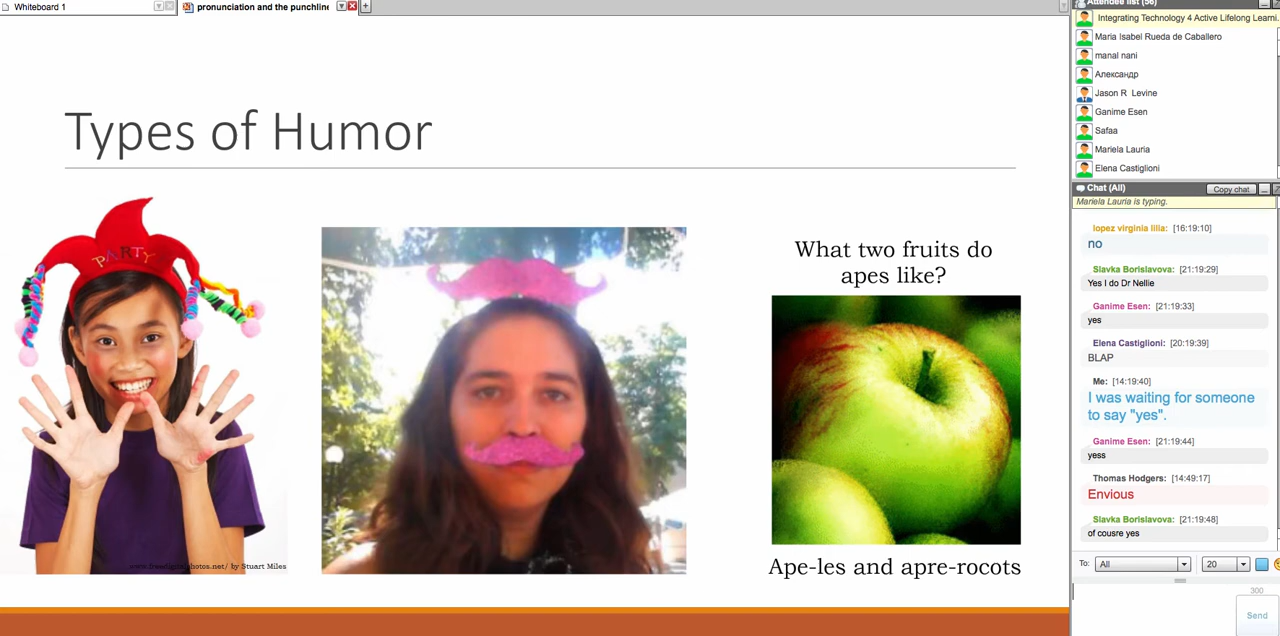 Whiteboard 1
pronunciation and the punchline
Types of Humor
PARTY
www.freedigitalphotos.net/ by Stuart Miles
What two fruits do
apes like?
Ape-les and apre-rocots
Attendee list (56)
Integrating Technology 4 Active Lifelong Learni.
Maria Isabel Rueda de Caballero
manal nani
Александр
Jason R Levine
Ganime Esen
Safaa
Mariela Lauria
Elena Castiglioni
Chat (All)
Copy chat
Mariela Lauria is typing.
lopez virginia lilla: [16:19:10]
no
Slavka Borislavova: [21:19:29]
Yes I do Dr Nellie
Ganime Esen: [21:19:33]
yes
Elena Castiglioni: [20:19:39]
BLAP
Me: [14:19:40]
I was waiting for someone
to say "yes".
Ganime Esen: [21:19:44]
yess
Thomas Hodgers: [14:49:17]
Envious
Slavka Borislavova: [21:19:48]
of cousre yes
To: All 20
300
Send